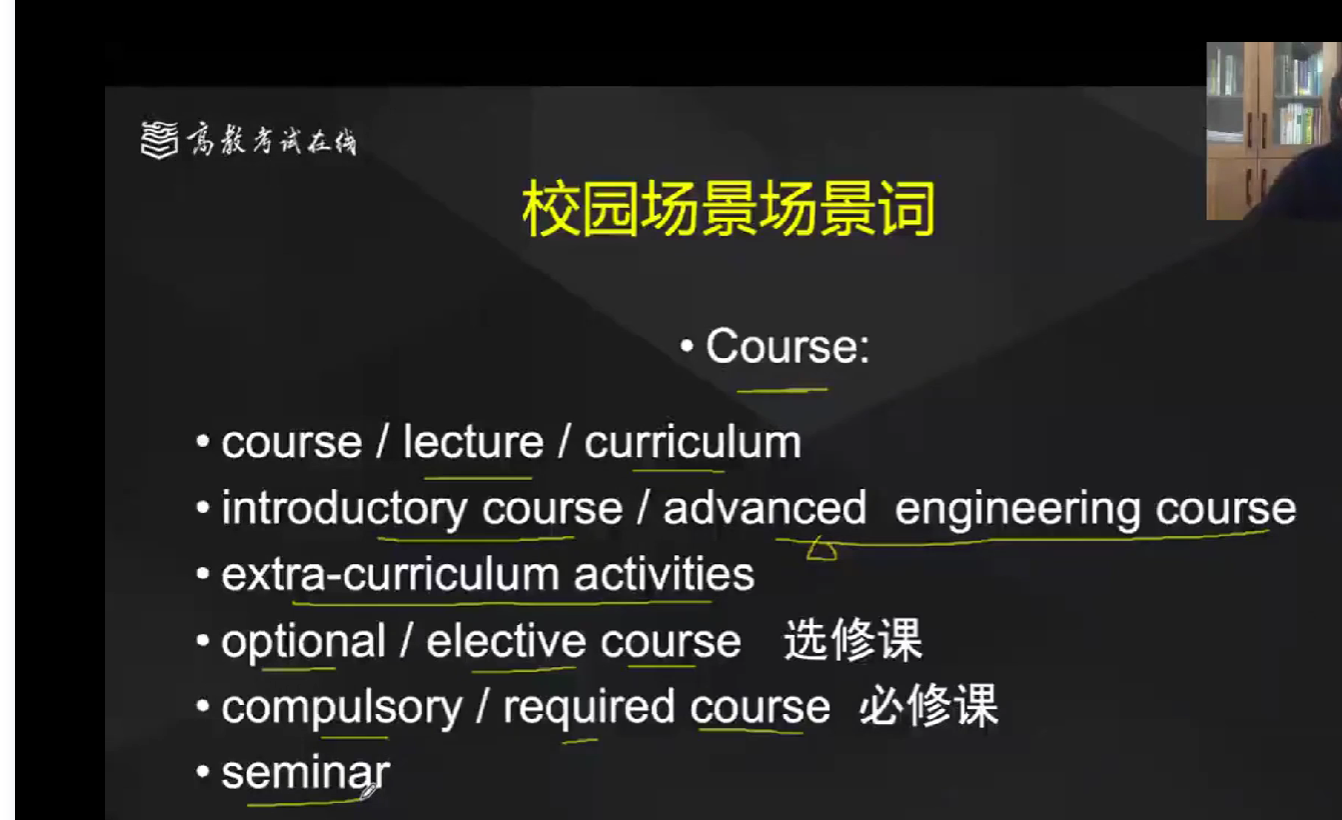 高教考试在线
校园场景场景词
• Course:
• course / lecture / curriculum
• introductory course / advanced engineering course
• extra-curriculum activities
• optional / elective course 选修课
• compulsory / required course 必修课
• seminar